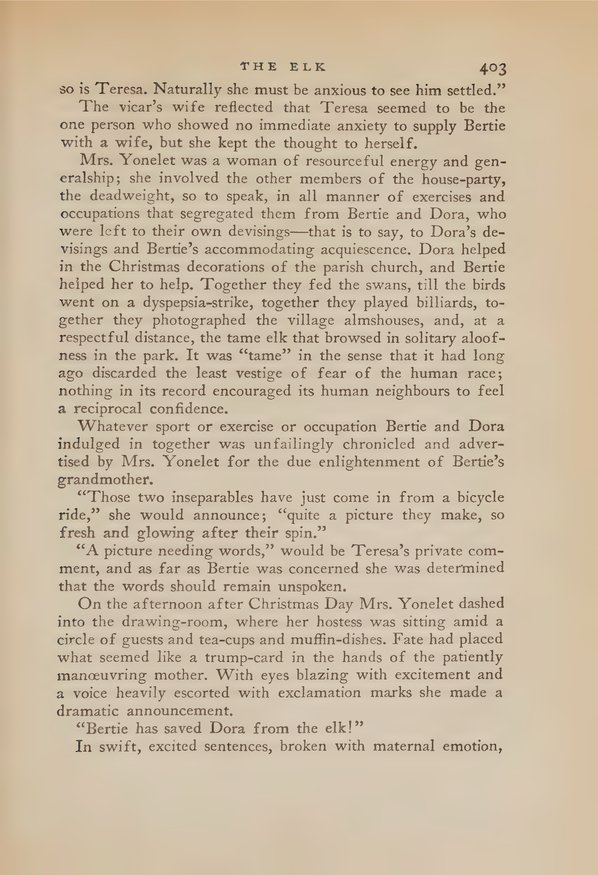 THE ELK 403
so is Teresa. Naturally she must be anxious to see him settled.”
The vicar’s wife reflected that Teresa seemed to be the
one person who showed no immediate anxiety to supply Bertie
with a wife, but she kept the thought to herself.
Mrs. Yonelet was a woman of resourceful energy and gen-
eralship; she involved the other members of the house-party,
the deadweight, so to speak, in all manner of exercises and
occupations that segregated them from Bertie and Dora, who
were left to their own devisings—that is to say, to Dora’s de-
visings and Bertie’s accommodating acquiescence. Dora helped
in the Christmas decorations of the parish church, and Bertie
helped her to help. Together they fed the swans, till the birds
went on a dyspepsia-strike, together they played billiards, to-
gether they photographed the village almshouses, and, at a
respectful distance, the tame elk that browsed in solitary aloof-
ness in the park. It was “tame” in the sense that it had long
ago discarded the least vestige of fear of the human race;
nothing in its record encouraged its human neighbours to feel
a reciprocal confidence.
Whatever sport or exercise or occupation Bertie and Dora
indulged in together was unfailingly chronicled and adver-
tised by Mrs. Yonelet for the due enlightenment of Bertie’s
grandmother.
“Those two inseparables have just come in from a bicycle
ride,” she would announce; “quite a picture they make, so
fresh and glowing after their spin.”
“A picture needing words,” would be Teresa’s private com-
ment, and as far as Bertie was concerned she was determined
that the words should remain unspoken.
On the afternoon after Christmas Day Mrs. Yonelet dashed
into the drawing-room, where her hostess was sitting amid a
circle of guests and tea-cups and muffin-dishes. Fate had placed
what seemed like a trump-card in the hands of the patiently
manœuvring mother. With eyes blazing with excitement and
a voice heavily escorted with exclamation marks she made a
dramatic announcement.
“Bertie has saved Dora from the elk!”
In swift, excited sentences, broken with maternal emotion,